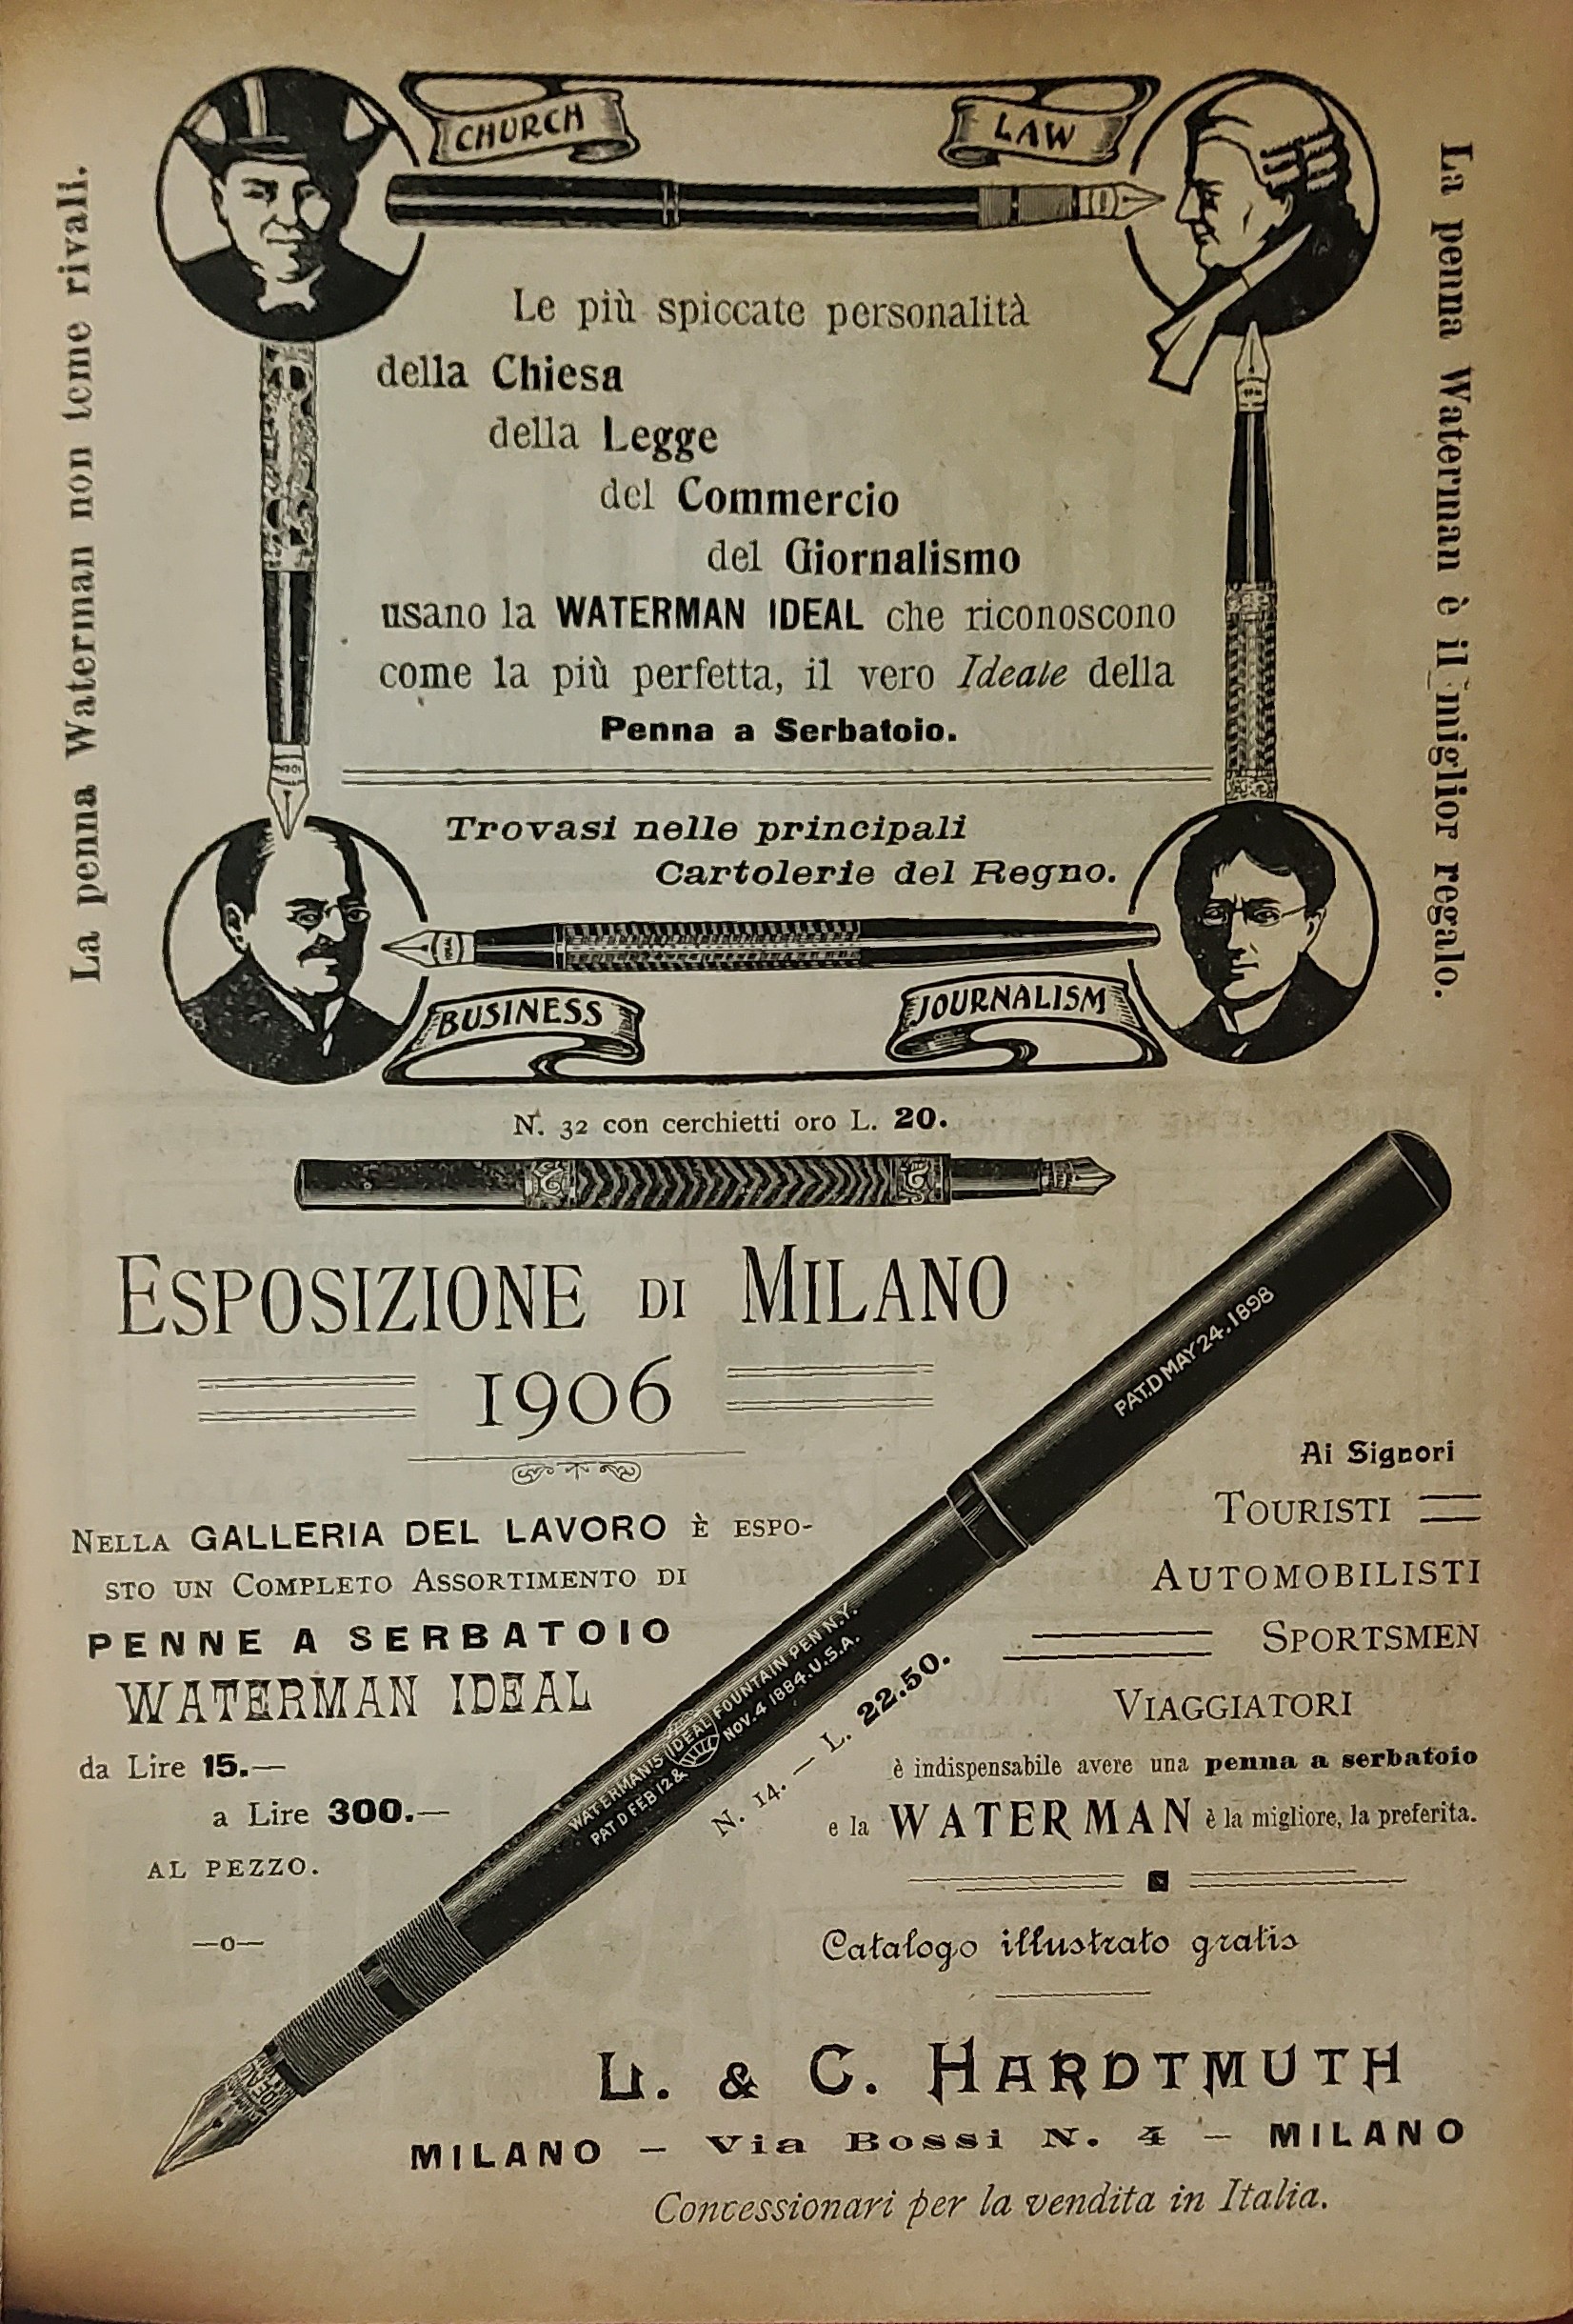 La penna Waterman non teme rivali.
La penna Waterman è il miglior regalo.
CHURCH
LAW
Le più spiccate personalità
della Chiesa
della Legge
del Commercio
del Giornalismo
usano la WATERMAN IDEAL che riconoscono
come la più perfetta, il vero Ideale della
Penna a Serbatoio.
Trovasi nelle principali
Cartolerie del Regno.
BUSINESS
JOURNALISM
N. 32 con cerchietti oro L. 20.
ESPOSIZIONE DI MILANO
1906
NELLA GALLERIA DEL LAVORO È ESPO-
STO UN COMPLETO ASSORTIMENTO DI
PENNE A SERBATOIO
WATERMAN IDEAL
da Lire 15.—
a Lire 300.—
AL PEZZO.
—o—
PAT.D MAY 24.1898
WATERMAN'S IDEAL FOUNTAIN PEN N.Y.
PAT D FEB 12 & NOV. 4 1884. U.S.A.
N. 14. — L. 22.50.
Ai Signori
TOURISTI
AUTOMOBILISTI
SPORTSMEN
VIAGGIATORI
è indispensabile avere una penna a serbatoio
e la WATERMAN è la migliore, la preferita.
Catalogo illustrato gratis
L. & C. HARDTMUTH
MILANO – Via Bossi N. 4 – MILANO
Concessionari per la vendita in Italia.